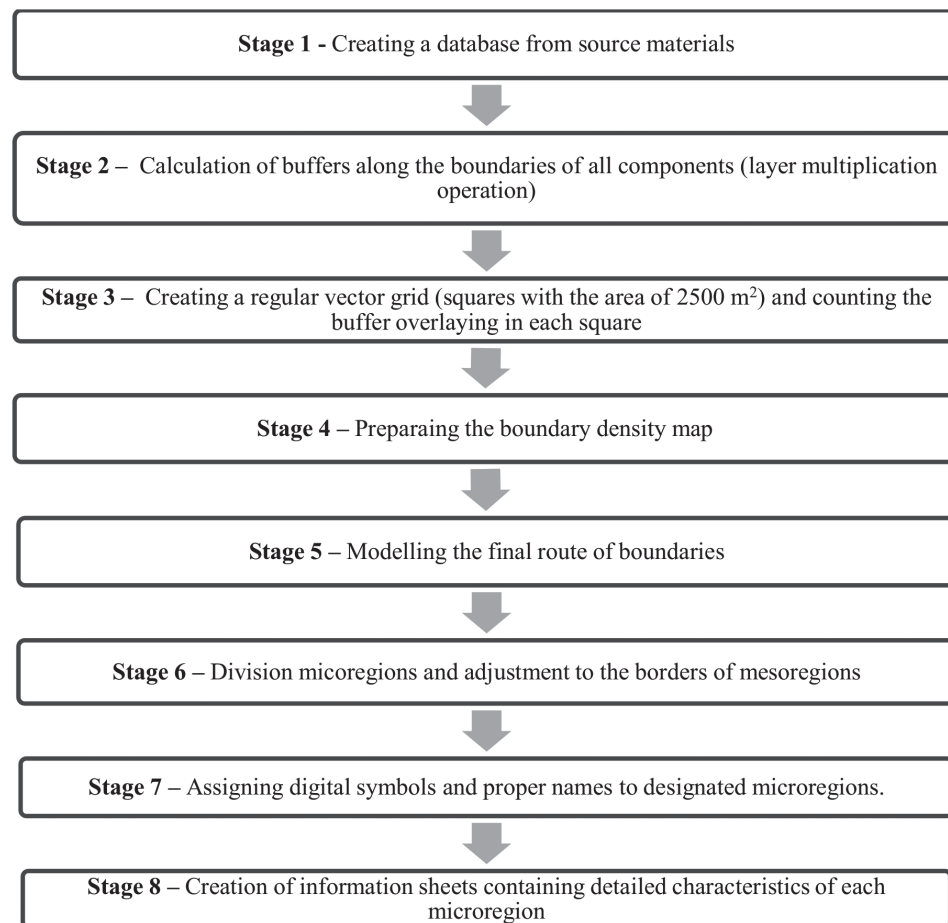 Stage 1 - Creating a database from source materials
Stage 2 – Calculation of buffers along the boundaries of all components (layer multiplication
operation)
Stage 3 – Creating a regular vector grid (squares with the area of 2500 m²) and counting the
buffer overlaying in each square
Stage 4 – Preparaing the boundary density map
Stage 5 – Modelling the final route of boundaries
Stage 6 – Division micoregions and adjustment to the borders of mesoregions
Stage 7 – Assigning digital symbols and proper names to designated microregions.
Stage 8 – Creation of information sheets containing detailed characteristics of each
microregion